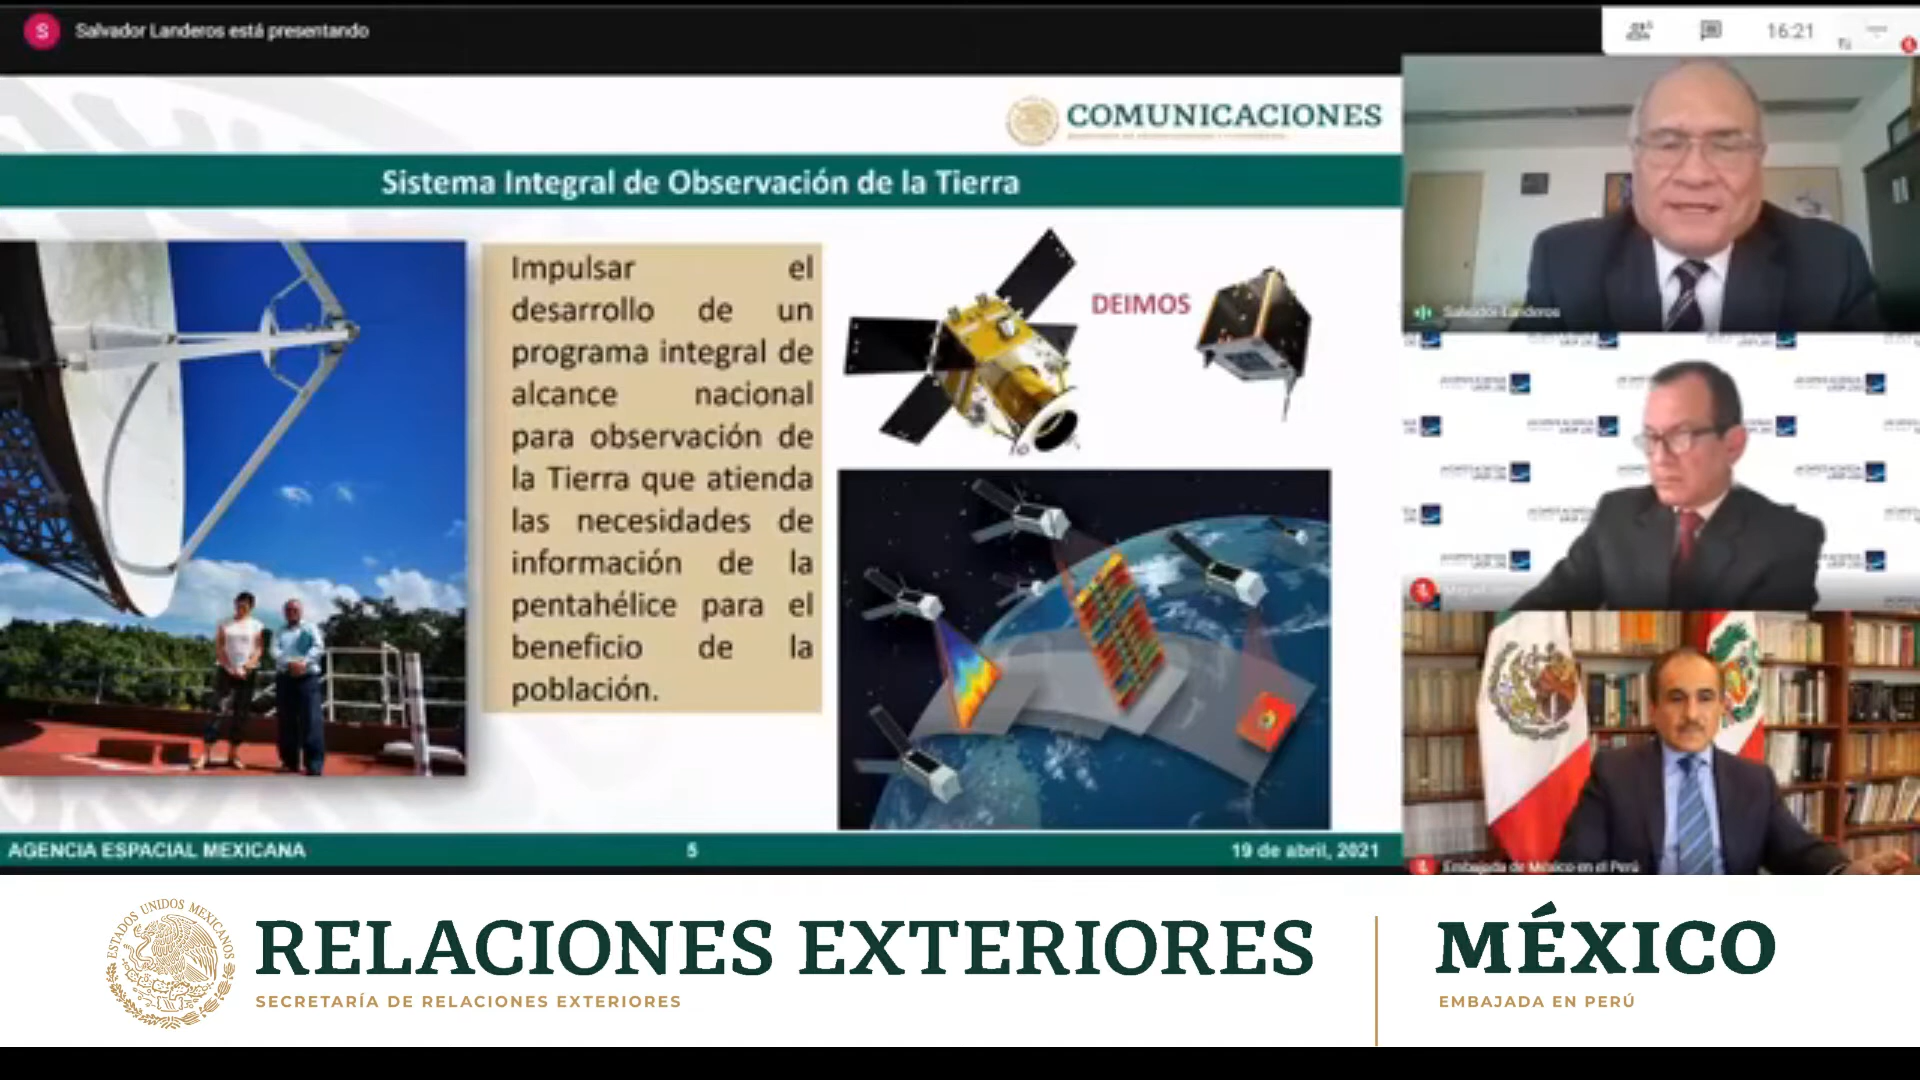 S
Salvador Landeros está presentando
16:21
COMUNICACIONES
Sistema Integral de Observación de la Tierra
Impulsar el
desarrollo de un
programa integral de
alcance nacional
para observación de
la Tierra que atienda
las necesidades de
información de la
pentahélice para el
beneficio de la
población.
DEIMOS
Salvador Landeros
Embajada de México en el Perú
AGENCIA ESPACIAL MEXICANA
5
19 de abril, 2021
ESTADOS UNIDOS MEXICANOS
RELACIONES EXTERIORES
SECRETARÍA DE RELACIONES EXTERIORES
MÉXICO
EMBAJADA EN PERÚ